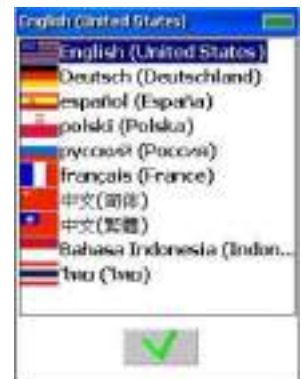 English (United States)
English (United States)
Deutsch (Deutschland)
español (España)
polski (Polska)
русский (Россия)
français (France)
中文(简体)
中文(繁體)
Bahasa Indonesia (Indon...
ไทย (ไทย)